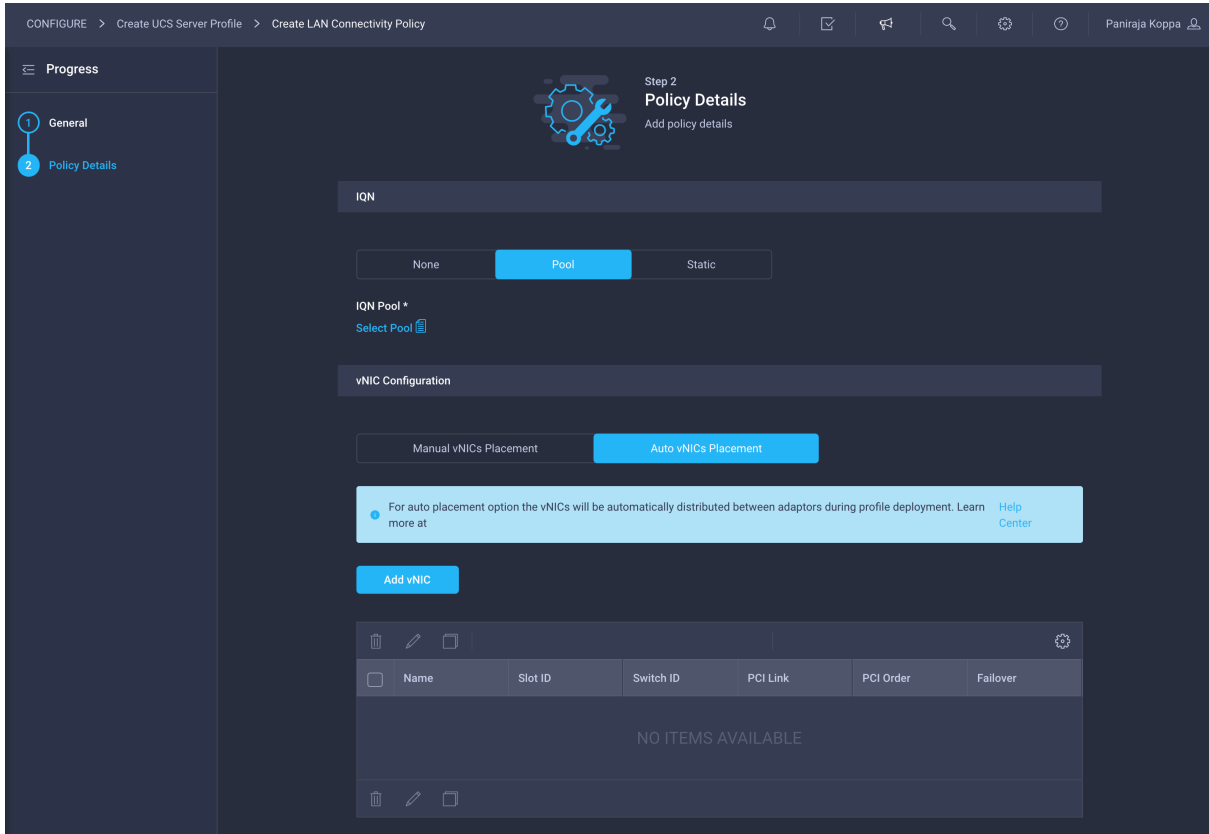 CONFIGURE > Create UCS Server Profile > Create LAN Connectivity Policy
Paniraja Koppa
Progress
1 General
2 Policy Details
Step 2
Policy Details
Add policy details
IQN
None Pool Static
IQN Pool *
Select Pool
vNIC Configuration
Manual vNICs Placement Auto vNICs Placement
For auto placement option the vNICs will be automatically distributed between adaptors during profile deployment. Learn Help
more at Center
Add vNIC
Name Slot ID Switch ID PCI Link PCI Order Failover
NO ITEMS AVAILABLE